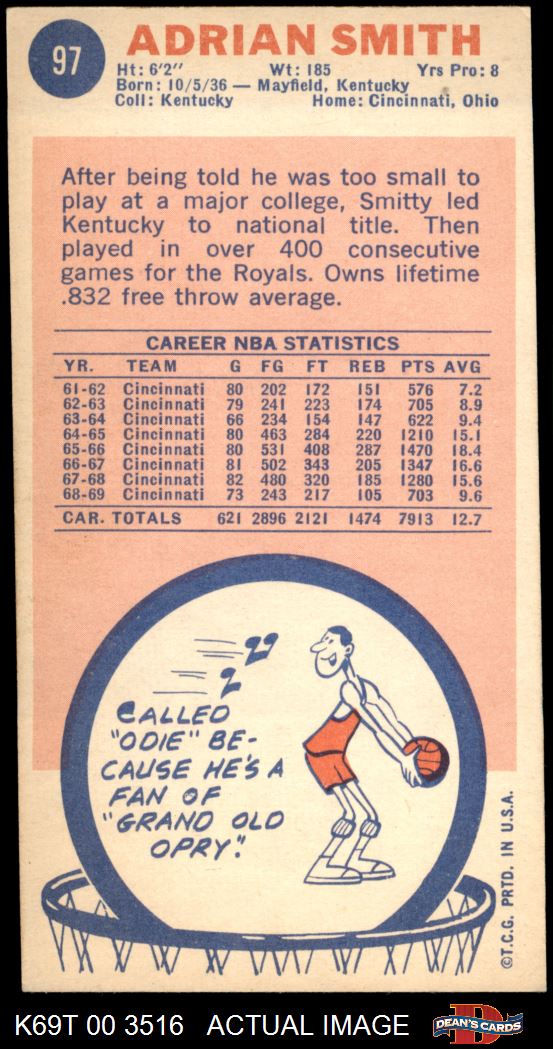 97
ADRIAN SMITH
Ht: 6'2" Wt: 185 Yrs Pro: 8
Born: 10/5/36 — Mayfield, Kentucky
Coll: Kentucky Home: Cincinnati, Ohio
After being told he was too small to
play at a major college, Smitty led
Kentucky to national title. Then
played in over 400 consecutive
games for the Royals. Owns lifetime
.832 free throw average.
CAREER NBA STATISTICS
YR. TEAM G FG FT REB PTS AVG
61-62 Cincinnati 80 202 172 151 576 7.2
62-63 Cincinnati 79 241 223 174 705 8.9
63-64 Cincinnati 66 234 154 147 622 9.4
64-65 Cincinnati 80 463 284 220 1210 15.1
65-66 Cincinnati 80 531 408 287 1470 18.4
66-67 Cincinnati 81 502 343 205 1347 16.6
67-68 Cincinnati 82 480 320 185 1280 15.6
68-69 Cincinnati 73 243 217 105 703 9.6
CAR. TOTALS 621 2896 2121 1474 7913 12.7
CALLED
"ODIE" BE-
CAUSE HE'S A
FAN OF
"GRAND OLD
OPRY".
©T.C.G. PRTD. IN U.S.A.
K69T 00 3516 ACTUAL IMAGE
DEAN'S CARDS